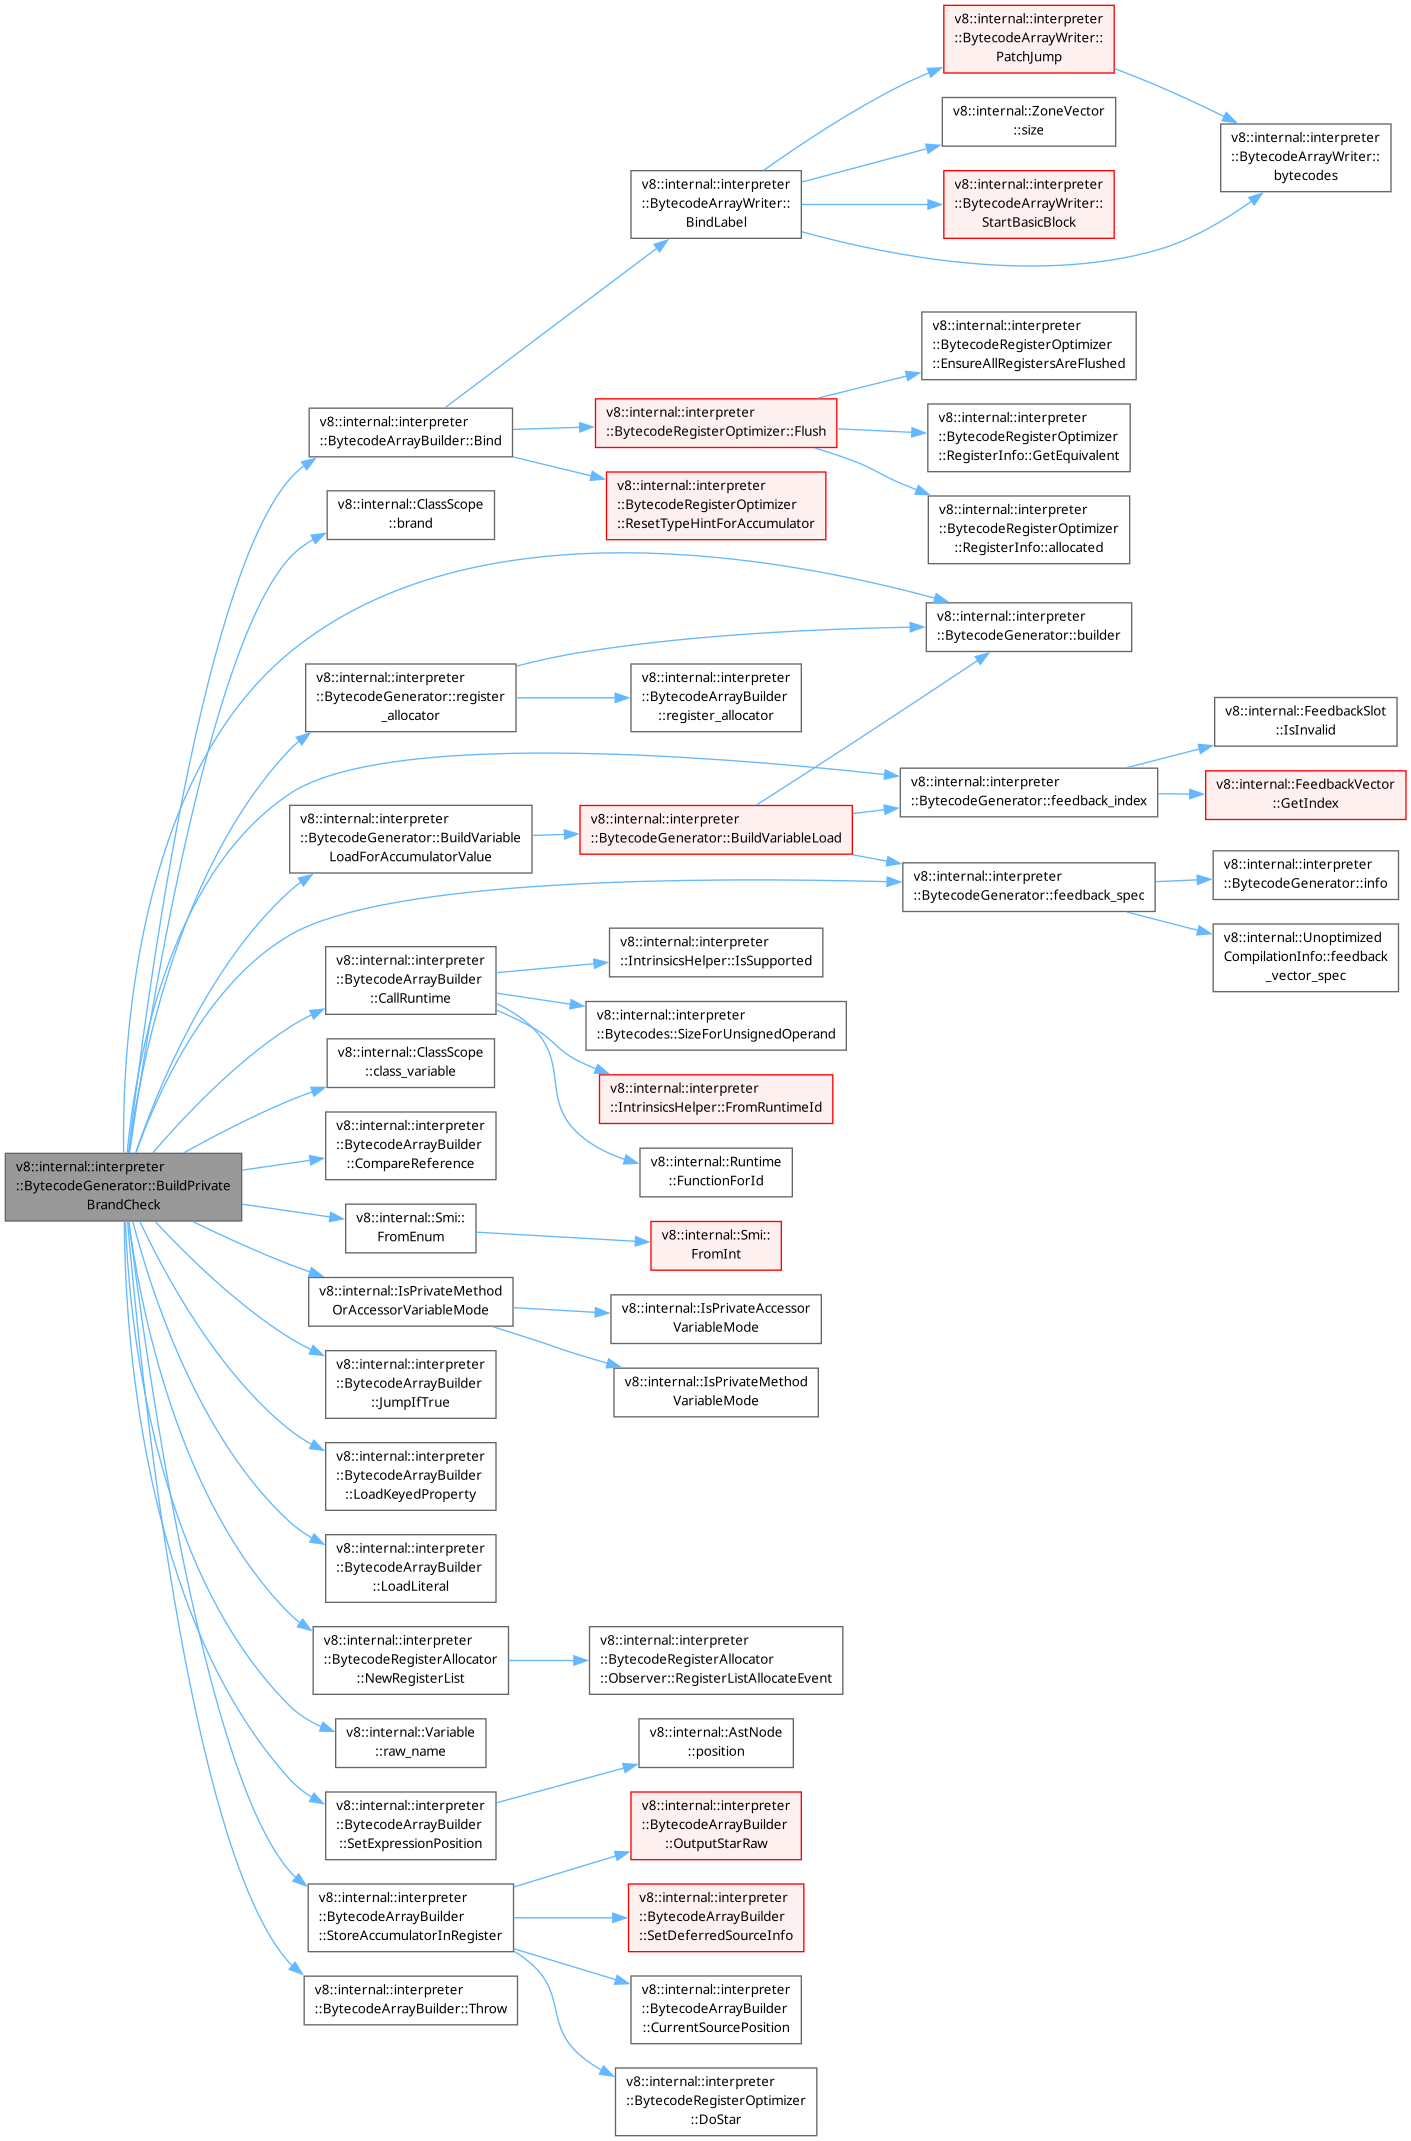 v8::internal::interpreter
::BytecodeGenerator::BuildPrivate
BrandCheck
v8::internal::interpreter
::BytecodeArrayBuilder::Bind
v8::internal::interpreter
::BytecodeArrayWriter::
BindLabel
v8::internal::interpreter
::BytecodeArrayWriter::
PatchJump
v8::internal::interpreter
::BytecodeArrayWriter::
bytecodes
v8::internal::ZoneVector
::size
v8::internal::interpreter
::BytecodeArrayWriter::
StartBasicBlock
v8::internal::interpreter
::BytecodeRegisterOptimizer::Flush
v8::internal::interpreter
::BytecodeRegisterOptimizer
::EnsureAllRegistersAreFlushed
v8::internal::interpreter
::BytecodeRegisterOptimizer
::RegisterInfo::GetEquivalent
v8::internal::interpreter
::BytecodeRegisterOptimizer
::RegisterInfo::allocated
v8::internal::interpreter
::BytecodeRegisterOptimizer
::ResetTypeHintForAccumulator
v8::internal::ClassScope
::brand
v8::internal::interpreter
::BytecodeGenerator::builder
v8::internal::interpreter
::BytecodeGenerator::register
_allocator
v8::internal::interpreter
::BytecodeArrayBuilder
::register_allocator
v8::internal::interpreter
::BytecodeGenerator::feedback_index
v8::internal::FeedbackSlot
::IsInvalid
v8::internal::FeedbackVector
::GetIndex
v8::internal::interpreter
::BytecodeGenerator::BuildVariable
LoadForAccumulatorValue
v8::internal::interpreter
::BytecodeGenerator::BuildVariableLoad
v8::internal::interpreter
::BytecodeGenerator::feedback_spec
v8::internal::interpreter
::BytecodeGenerator::info
v8::internal::Unoptimized
CompilationInfo::feedback
_vector_spec
v8::internal::interpreter
::BytecodeArrayBuilder
::CallRuntime
v8::internal::interpreter
::IntrinsicsHelper::IsSupported
v8::internal::interpreter
::Bytecodes::SizeForUnsignedOperand
v8::internal::interpreter
::IntrinsicsHelper::FromRuntimeId
v8::internal::Runtime
::FunctionForId
v8::internal::ClassScope
::class_variable
v8::internal::interpreter
::BytecodeArrayBuilder
::CompareReference
v8::internal::Smi::
FromEnum
v8::internal::Smi::
FromInt
v8::internal::IsPrivateMethod
OrAccessorVariableMode
v8::internal::IsPrivateAccessor
VariableMode
v8::internal::IsPrivateMethod
VariableMode
v8::internal::interpreter
::BytecodeArrayBuilder
::JumpIfTrue
v8::internal::interpreter
::BytecodeArrayBuilder
::LoadKeyedProperty
v8::internal::interpreter
::BytecodeArrayBuilder
::LoadLiteral
v8::internal::interpreter
::BytecodeRegisterAllocator
::NewRegisterList
v8::internal::interpreter
::BytecodeRegisterAllocator
::Observer::RegisterListAllocateEvent
v8::internal::Variable
::raw_name
v8::internal::interpreter
::BytecodeArrayBuilder
::SetExpressionPosition
v8::internal::AstNode
::position
v8::internal::interpreter
::BytecodeArrayBuilder
::StoreAccumulatorInRegister
v8::internal::interpreter
::BytecodeArrayBuilder
::OutputStarRaw
v8::internal::interpreter
::BytecodeArrayBuilder
::SetDeferredSourceInfo
v8::internal::interpreter
::BytecodeArrayBuilder
::CurrentSourcePosition
v8::internal::interpreter
::BytecodeRegisterOptimizer
::DoStar
v8::internal::interpreter
::BytecodeArrayBuilder::Throw